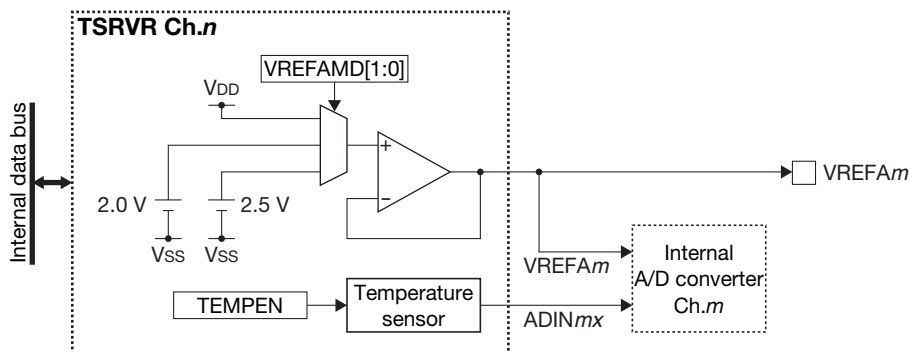 TSRVR Ch.n
VREFAMD[1:0]
VDD
Internal data bus
+
−
2.0 V
2.5 V
VSS
VSS
VREFAm
VREFAm
Internal
A/D converter
Ch.m
TEMPEN
Temperature
sensor
ADINmx